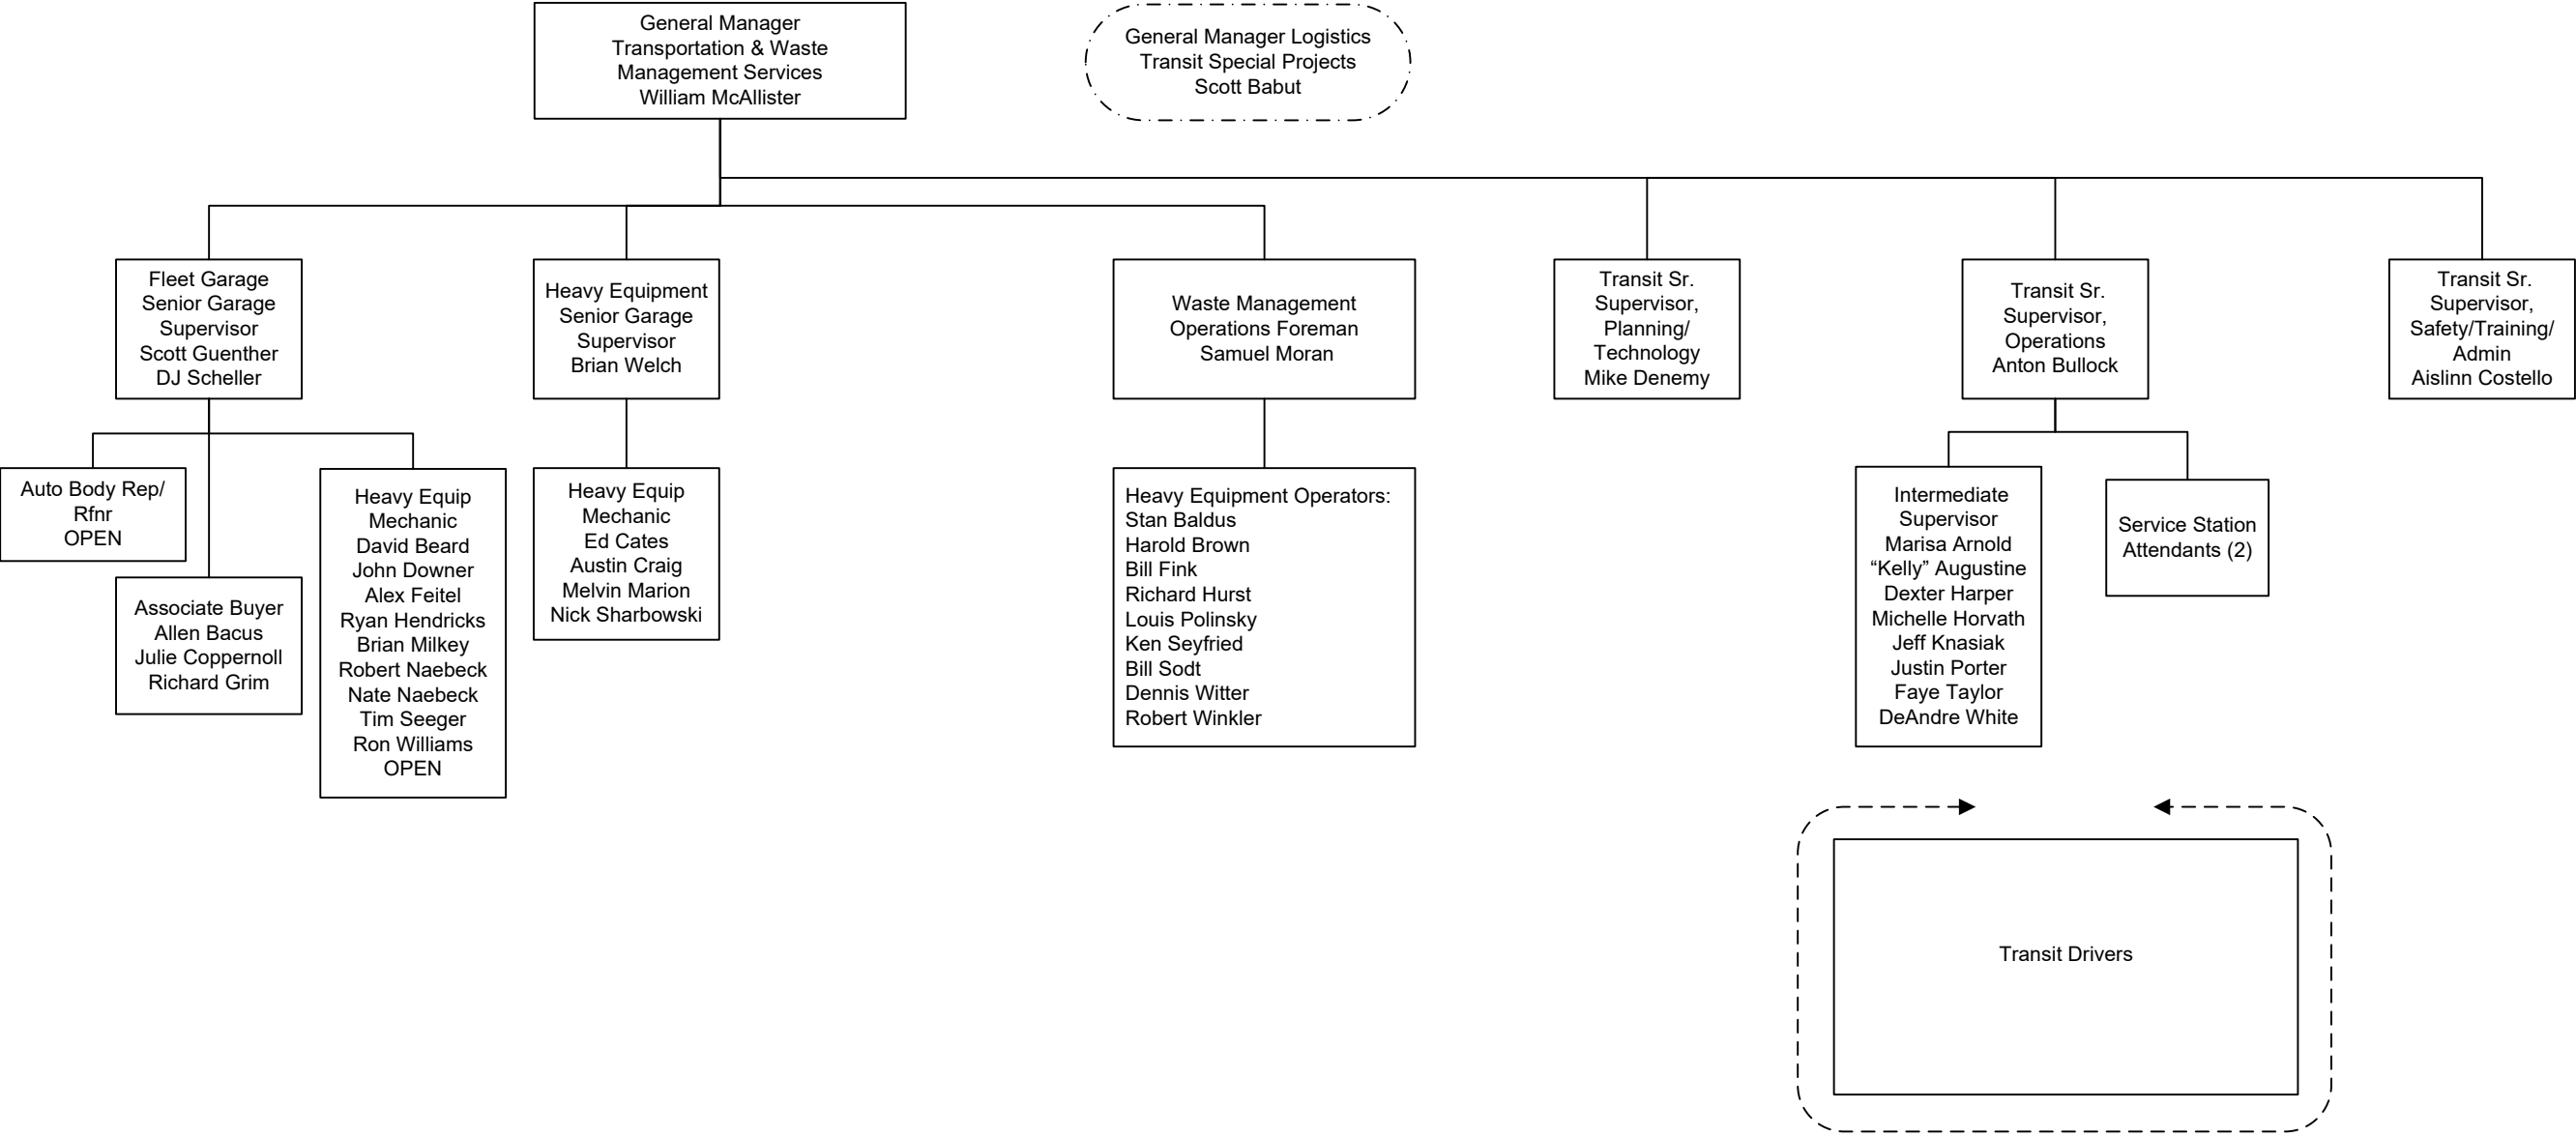 General Manager
Transportation & Waste
Management Services
William McAllister
General Manager Logistics
Transit Special Projects
Scott Babut
Fleet Garage
Senior Garage
Supervisor
Scott Guenther
DJ Scheller
Heavy Equipment
Senior Garage
Supervisor
Brian Welch
Waste Management
Operations Foreman
Samuel Moran
Transit Sr.
Supervisor,
Planning/
Technology
Mike Denemy
Transit Sr.
Supervisor,
Operations
Anton Bullock
Transit Sr.
Supervisor,
Safety/Training/
Admin
Aislinn Costello
Auto Body Rep/
Rfnr
OPEN
Associate Buyer
Allen Bacus
Julie Coppernoll
Richard Grim
Heavy Equip
Mechanic
David Beard
John Downer
Alex Feitel
Ryan Hendricks
Brian Milkey
Robert Naebeck
Nate Naebeck
Tim Seeger
Ron Williams
OPEN
Heavy Equip
Mechanic
Ed Cates
Austin Craig
Melvin Marion
Nick Sharbowski
Heavy Equipment Operators:
Stan Baldus
Harold Brown
Bill Fink
Richard Hurst
Louis Polinsky
Ken Seyfried
Bill Sodt
Dennis Witter
Robert Winkler
Intermediate
Supervisor
Marisa Arnold
“Kelly” Augustine
Dexter Harper
Michelle Horvath
Jeff Knasiak
Justin Porter
Faye Taylor
DeAndre White
Service Station
Attendants (2)
Transit Drivers